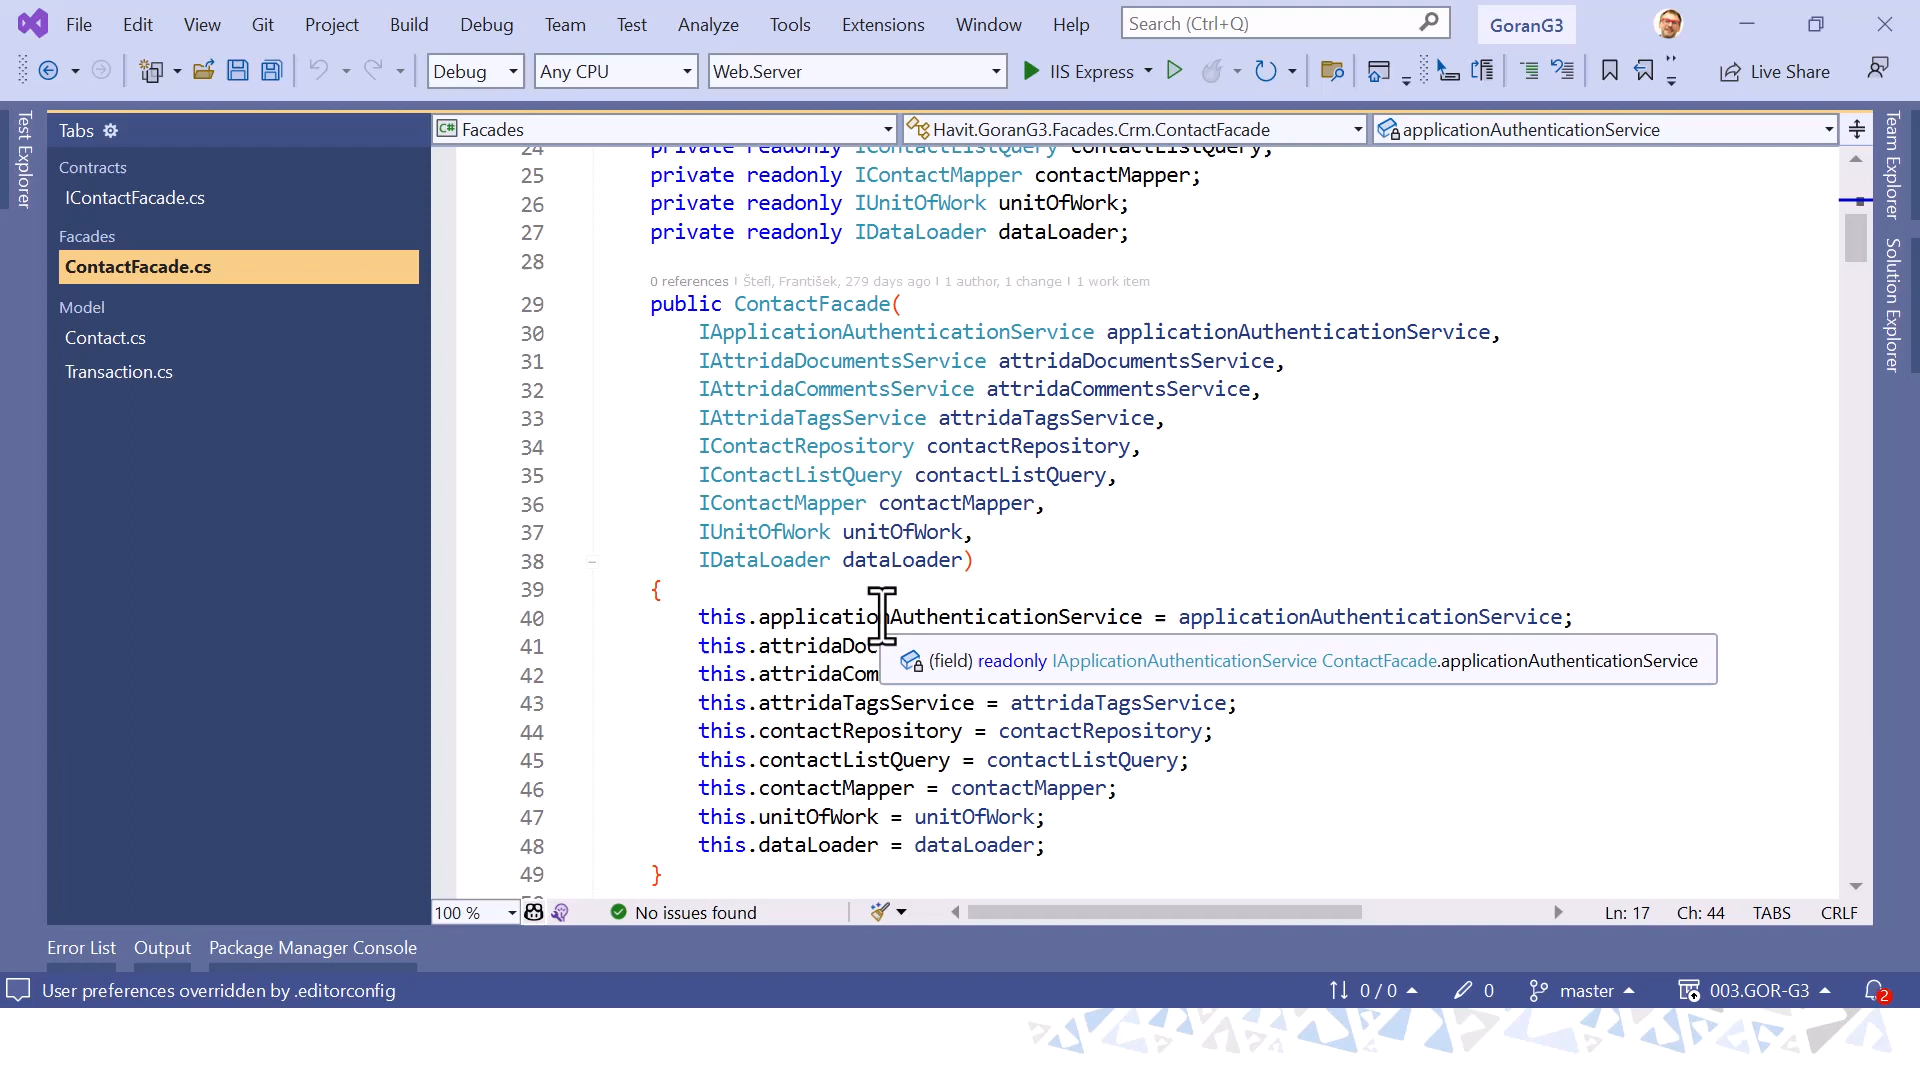 File Edit View Git Project Build Debug Team Test Analyze Tools Extensions Window Help Search (Ctrl+Q) GoranG3
Debug Any CPU Web.Server IIS Express Live Share
Test Explorer
Tabs
Contracts
IContactFacade.cs
Facades
ContactFacade.cs
Model
Contact.cs
Transaction.cs
C# Facades Havit.GoranG3.Facades.Crm.ContactFacade applicationAuthenticationService
24 private readonly IContactListQuery contactListQuery;
25 private readonly IContactMapper contactMapper;
26 private readonly IUnitOfWork unitOfWork;
27 private readonly IDataLoader dataLoader;
28
0 references | Štefl, František, 279 days ago | 1 author, 1 change | 1 work item
29 public ContactFacade(
30 IApplicationAuthenticationService applicationAuthenticationService,
31 IAttridaDocumentsService attridaDocumentsService,
32 IAttridaCommentsService attridaCommentsService,
33 IAttridaTagsService attridaTagsService,
34 IContactRepository contactRepository,
35 IContactListQuery contactListQuery,
36 IContactMapper contactMapper,
37 IUnitOfWork unitOfWork,
38 IDataLoader dataLoader)
39 {
40 this.applicationAuthenticationService = applicationAuthenticationService;
41 this.attridaDoc
(field) readonly IApplicationAuthenticationService ContactFacade.applicationAuthenticationService
42 this.attridaCom
43 this.attridaTagsService = attridaTagsService;
44 this.contactRepository = contactRepository;
45 this.contactListQuery = contactListQuery;
46 this.contactMapper = contactMapper;
47 this.unitOfWork = unitOfWork;
48 this.dataLoader = dataLoader;
49 }
100 % No issues found Ln: 17 Ch: 44 TABS CRLF
Team Explorer
Solution Explorer
Error List Output Package Manager Console
User preferences overridden by .editorconfig 0 / 0 0 master 003.GOR-G3 2